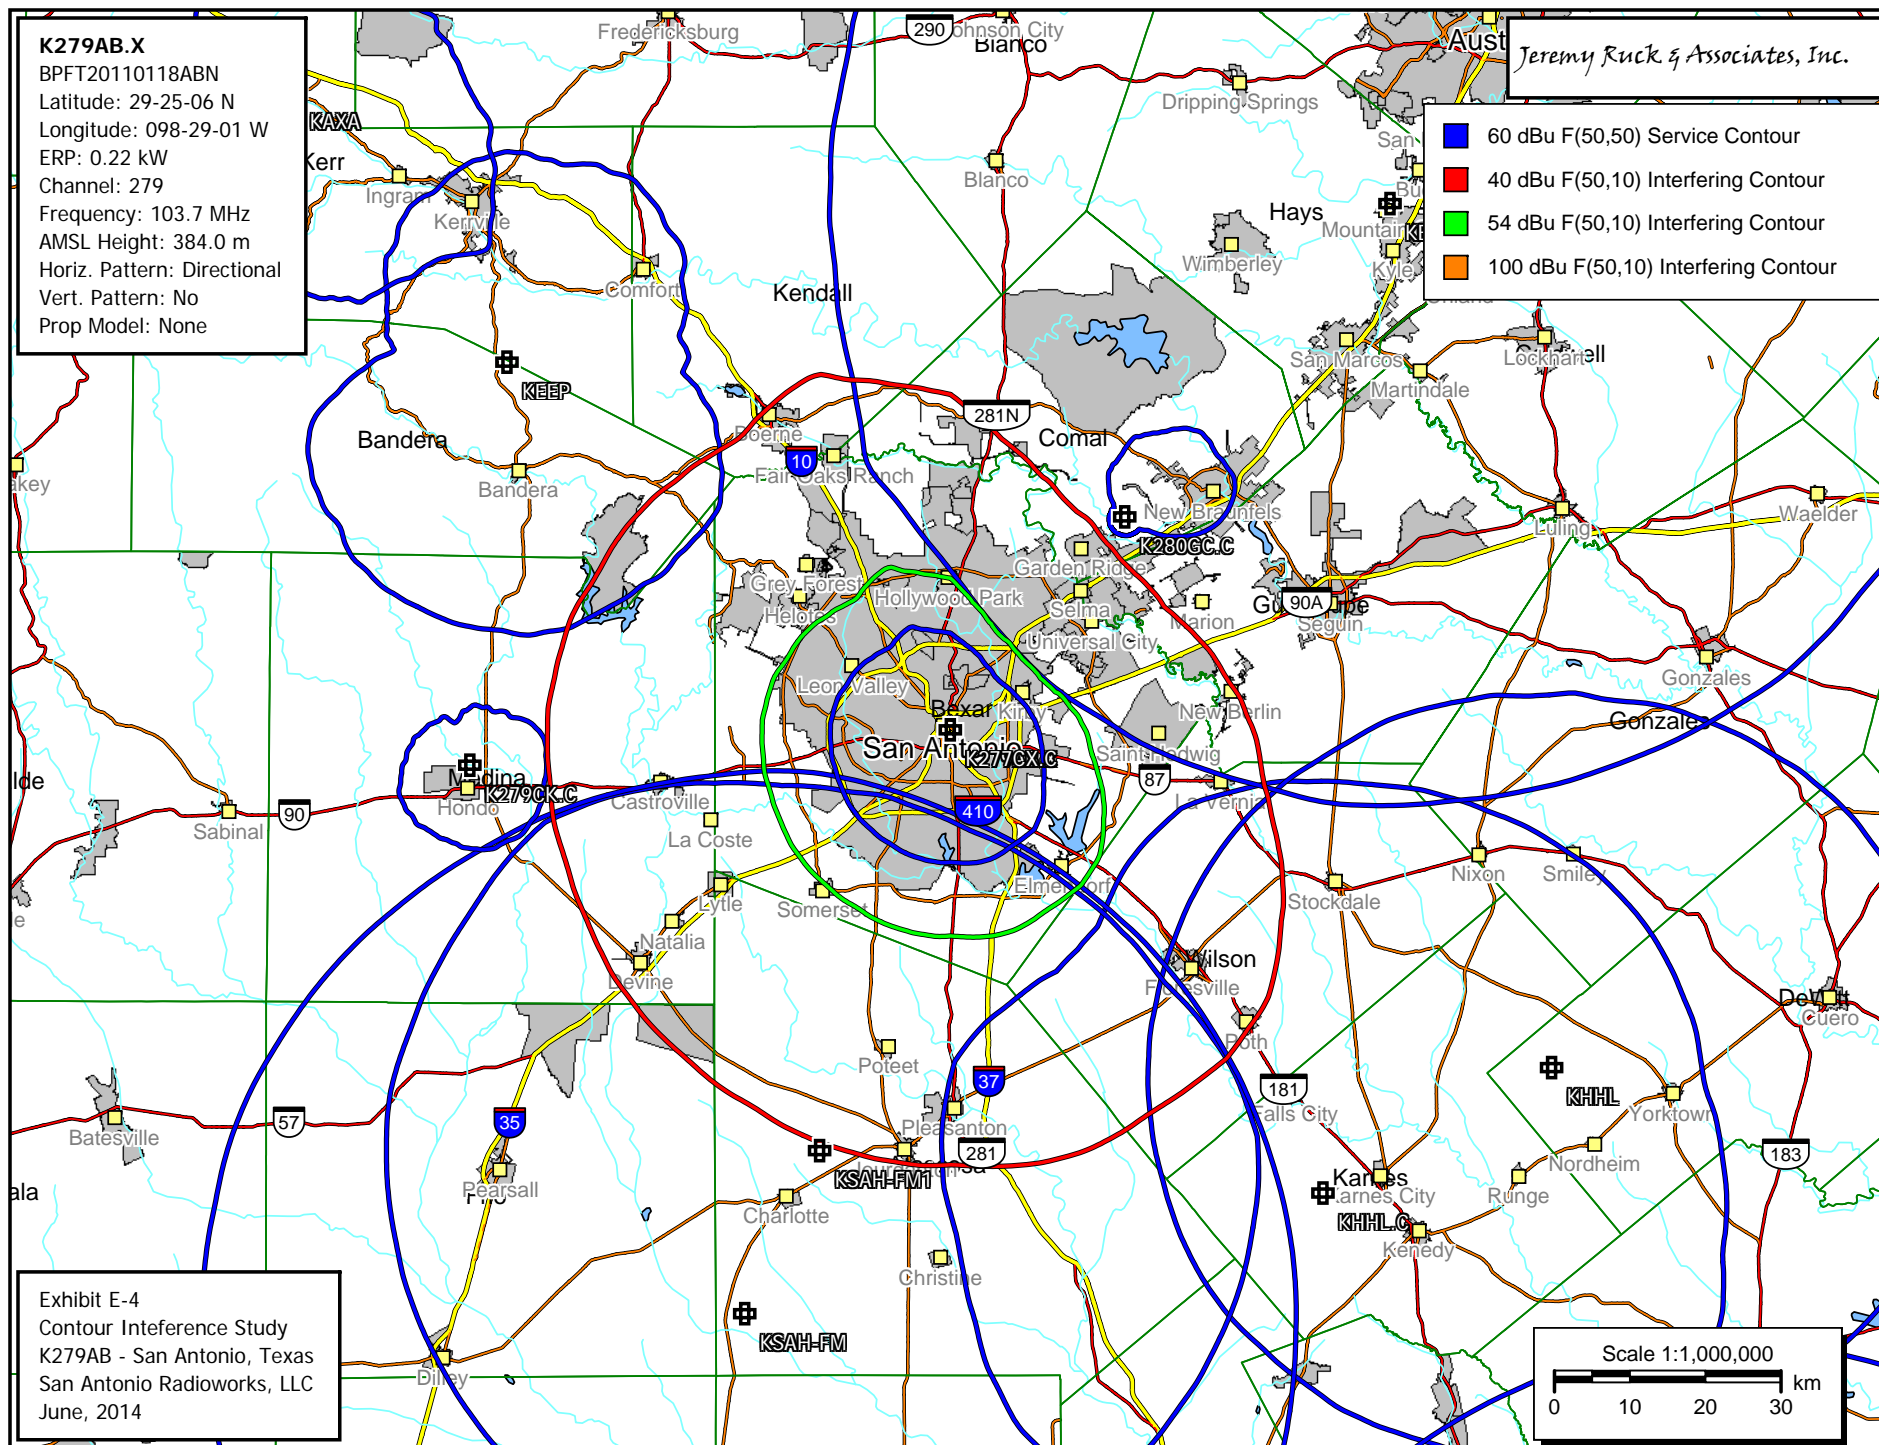 K279AB.X
BPFT20110118ABN
Latitude: 29-25-06 N
Longitude: 098-29-01 W
ERP: 0.22 kW
Channel: 279
Frequency: 103.7 MHz
AMSL Height: 384.0 m
Horiz. Pattern: Directional
Vert. Pattern: No
Prop Model: None
Jeremy Ruck & Associates, Inc.
60 dBu F(50,50) Service Contour
40 dBu F(50,10) Interfering Contour
54 dBu F(50,10) Interfering Contour
100 dBu F(50,10) Interfering Contour
Fredericksburg
290
Blanco
Dripping Springs
KAXA
Kerr
Ingram
Kerrville
Blanco
Hays
Mountain
Wimberley
Kyle
Comfort
Kendall
San Marcos
Lockhart
Martindale
KEEP
281N
Boerne
Comal
Bandera
10
Fair Oaks Ranch
Bandera
New Braunfels
Waelder
Luling
K280GC.C
Garden Ridge
Grey Forest
Hollywood Park
Helotes
Selma
Marion
90A
Seguin
Universal City
Leon Valley
Gonzales
Bexar
Kirby
New Berlin
Gonzales
San Antonio
K277CX.C
Saint Hedwig
Medina
K279CK.C
Hondo
Castroville
87
La Vernia
90
Sabinal
410
La Coste
Elmendorf
Nixon
Smiley
Lytle
Somerset
Stockdale
Natalia
Devine
Wilson
Floresville
DeWitt
Cuero
Poth
Poteet
37
181
Falls City
KHHL
Yorktown
Batesville
57
35
Pleasanton
281
183
Nordheim
KSAH-FM1
Pearsall
Karnes
Karnes City
Runge
Charlotte
KHHL.C
Kenedy
Christine
KSAH-FM
Dilley
Exhibit E-4
Contour Inteference Study
K279AB - San Antonio, Texas
San Antonio Radioworks, LLC
June, 2014
Scale 1:1,000,000
km
0 10 20 30